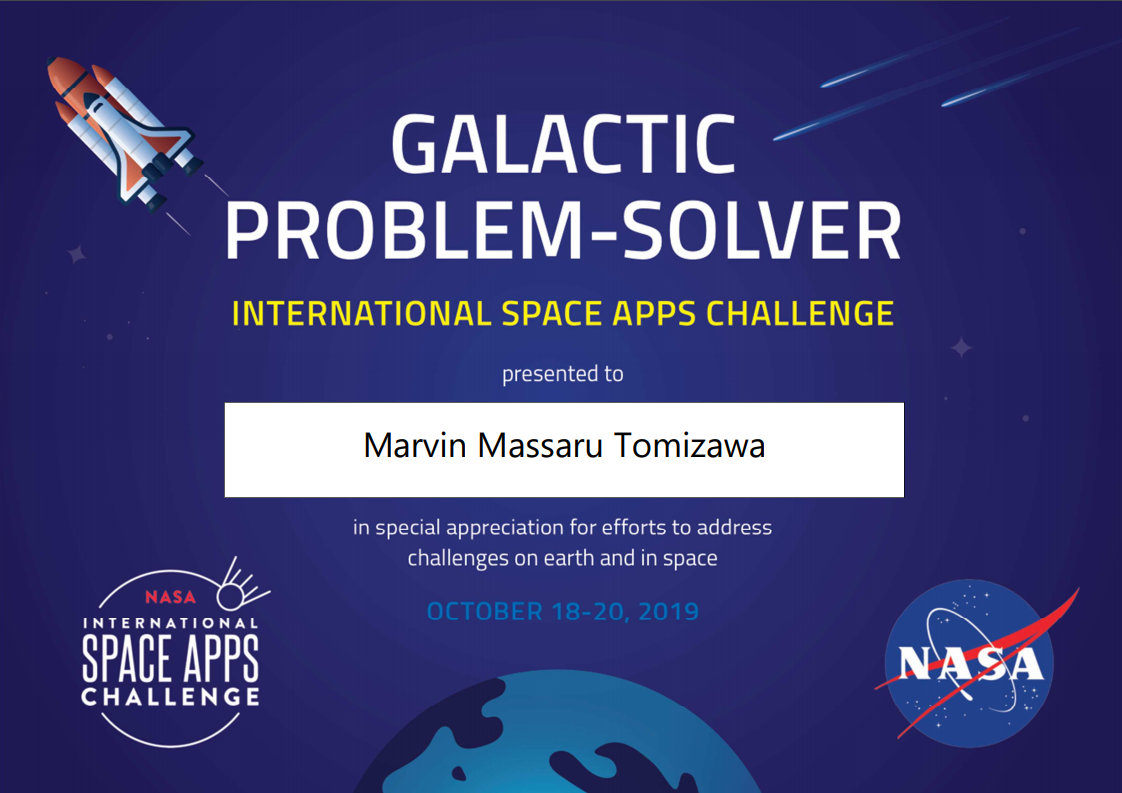 GALACTIC
PROBLEM-SOLVER
INTERNATIONAL SPACE APPS CHALLENGE
presented to
Marvin Massaru Tomizawa
in special appreciation for efforts to address
challenges on earth and in space
OCTOBER 18-20, 2019
NASA
INTERNATIONAL
SPACE APPS
CHALLENGE
NASA